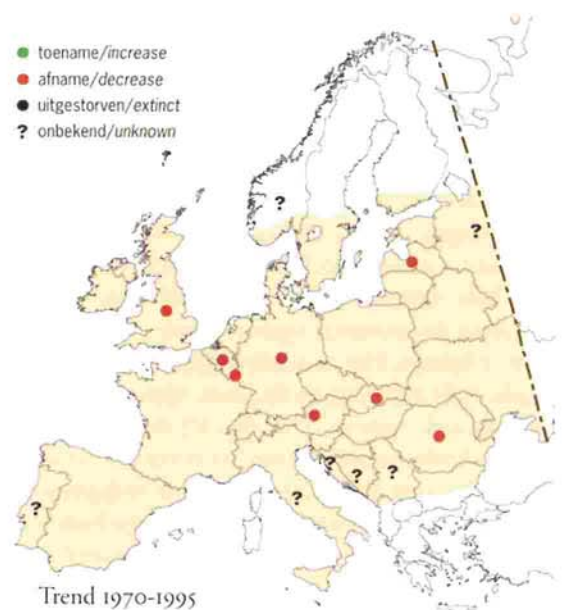 toename/increase
afname/decrease
uitgestorven/extinct
? onbekend/unknown
?
?
?
?
?
?
?
?
Trend 1970-1995